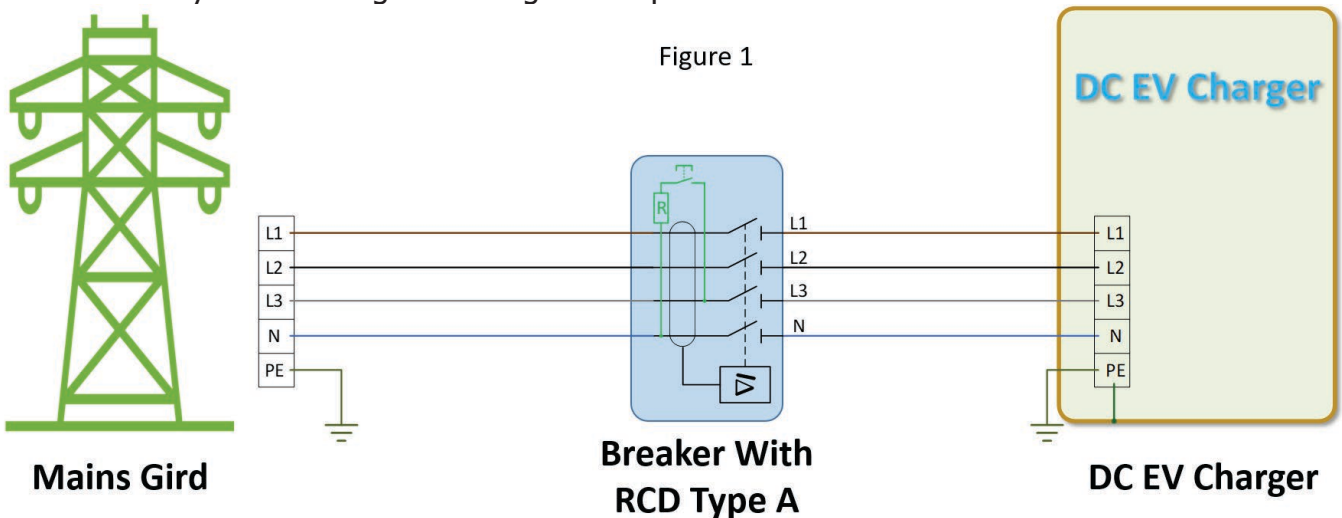 Figure 1
DC EV Charger
L1
L2
L3
N
PE
R
L1
L2
L3
N
L1
L2
L3
N
PE
Mains Gird
Breaker With
RCD Type A
DC EV Charger